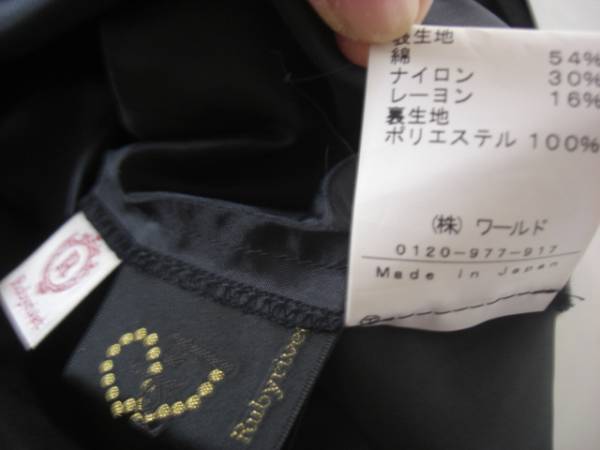 表生地
綿 54%
ナイロン 30%
レーヨン 16%
裏生地
ポリエステル 100%
(株) ワールド
0120-977-917
Made in Japan
R
Rubyrivet
Rubyrivet